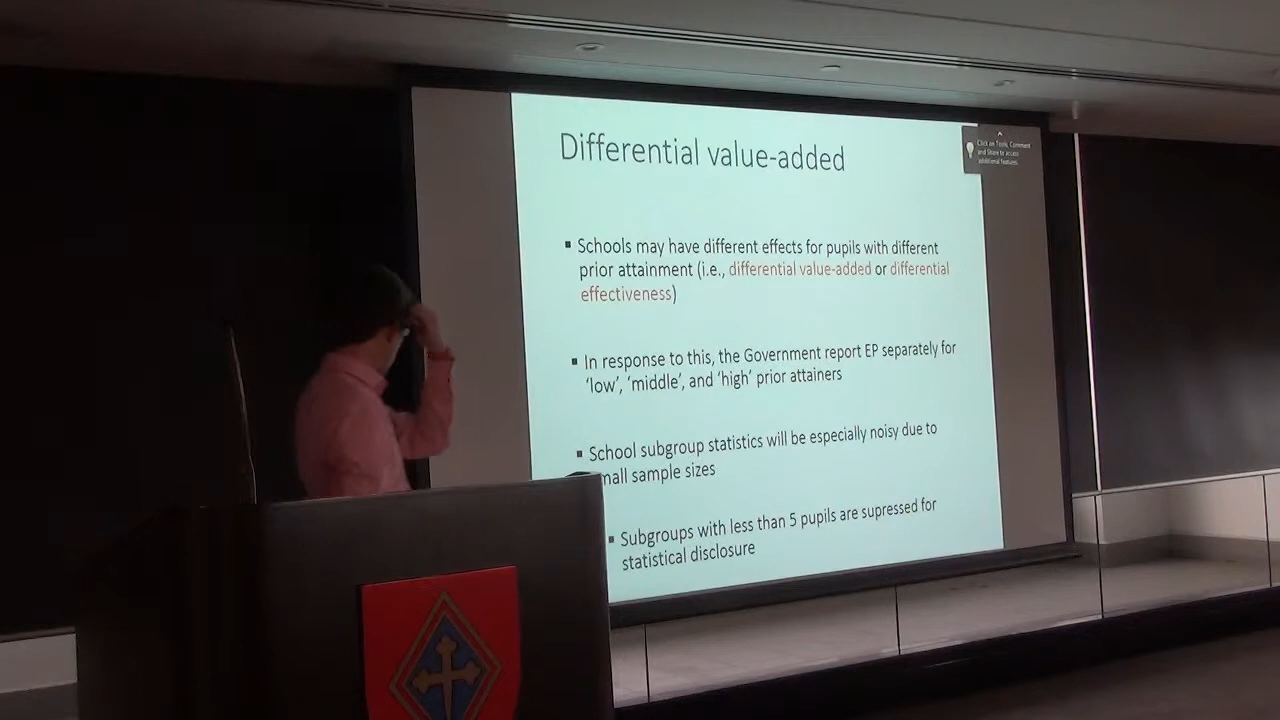 Differential value-added
Click on Tools, Comment
and Share to access
additional features.
▪ Schools may have different effects for pupils with different
prior attainment (i.e., differential value-added or differential
effectiveness)
▪ In response to this, the Government report EP separately for
‘low’, ‘middle’, and ‘high’ prior attainers
▪ School subgroup statistics will be especially noisy due to
mall sample sizes
▪ Subgroups with less than 5 pupils are supressed for
statistical disclosure